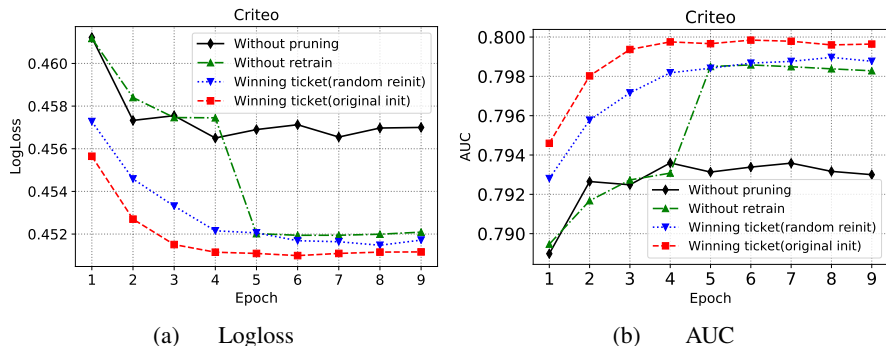 Criteo
0.460
0.458
0.456
0.454
0.452
LogLoss
Without pruning
Without retrain
Winning ticket(random reinit)
Winning ticket(original init)
1 2 3 4 5 6 7 8 9
Epoch
(a) Logloss
Criteo
0.800
0.798
0.796
0.794
0.792
0.790
AUC
Without pruning
Without retrain
Winning ticket(random reinit)
Winning ticket(original init)
1 2 3 4 5 6 7 8 9
Epoch
(b) AUC